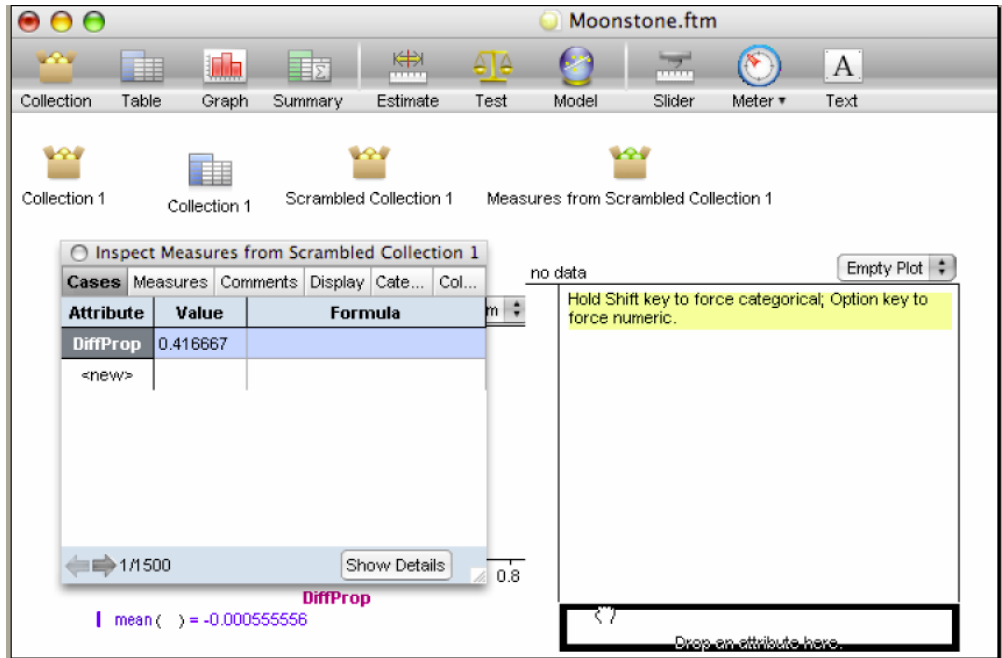 Moonstone.ftm
Collection Table Graph Summary Estimate Test Model Slider Meter Text
Collection 1
Collection 1
Scrambled Collection 1
Measures from Scrambled Collection 1
Inspect Measures from Scrambled Collection 1
Cases Measures Comments Display Cate... Col...
Attribute Value Formula
DiffProp 0.416667
<new>
1/1500
Show Details
m
0.8
DiffProp
mean ( ) = -0.000555556
no data
Empty Plot
Hold Shift key to force categorical; Option key to
force numeric.
Drop an attribute here.